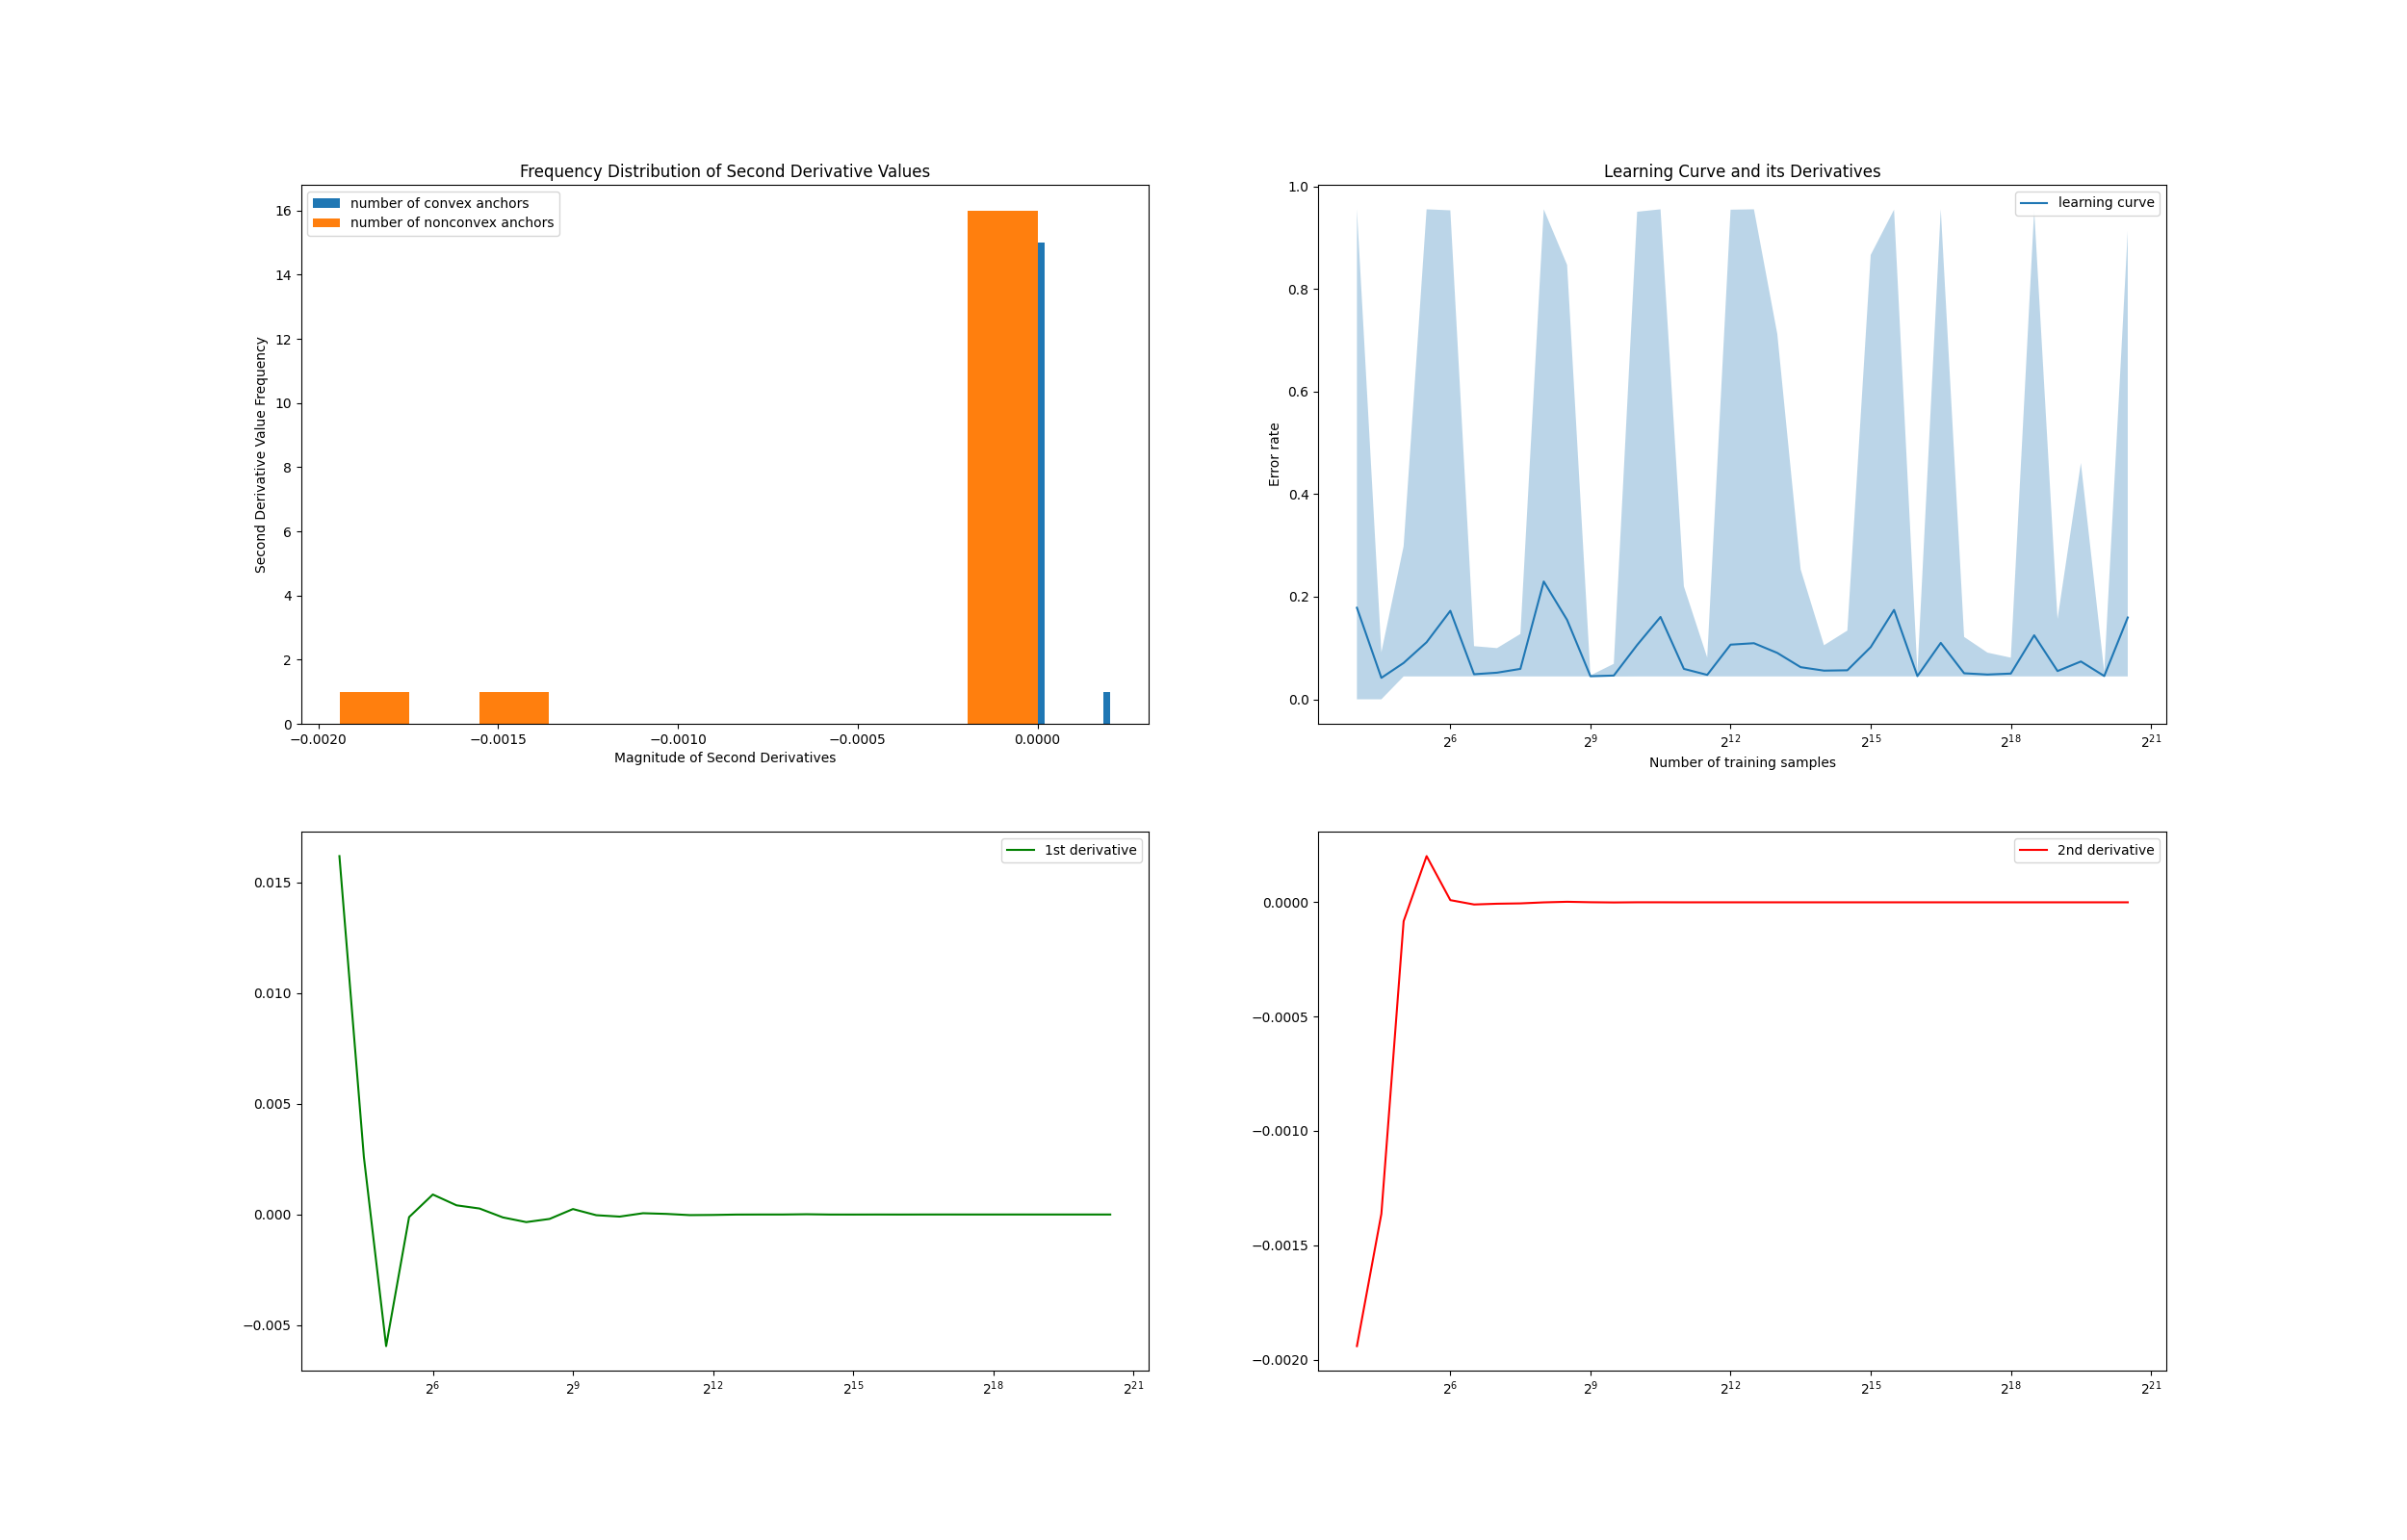 Frequency Distribution of Second Derivative Values
number of convex anchors
number of nonconvex anchors
16
14
12
10
8
6
4
2
0
Second Derivative Value Frequency
−0.0020 −0.0015 −0.0010 −0.0005 0.0000
Magnitude of Second Derivatives
Learning Curve and its Derivatives
learning curve
1.0
0.8
0.6
0.4
0.2
0.0
Error rate
2^6 2^9 2^12 2^15 2^18 2^21
Number of training samples
1st derivative
0.015
0.010
0.005
0.000
−0.005
2^6 2^9 2^12 2^15 2^18 2^21
2nd derivative
0.0000
−0.0005
−0.0010
−0.0015
−0.0020
2^6 2^9 2^12 2^15 2^18 2^21